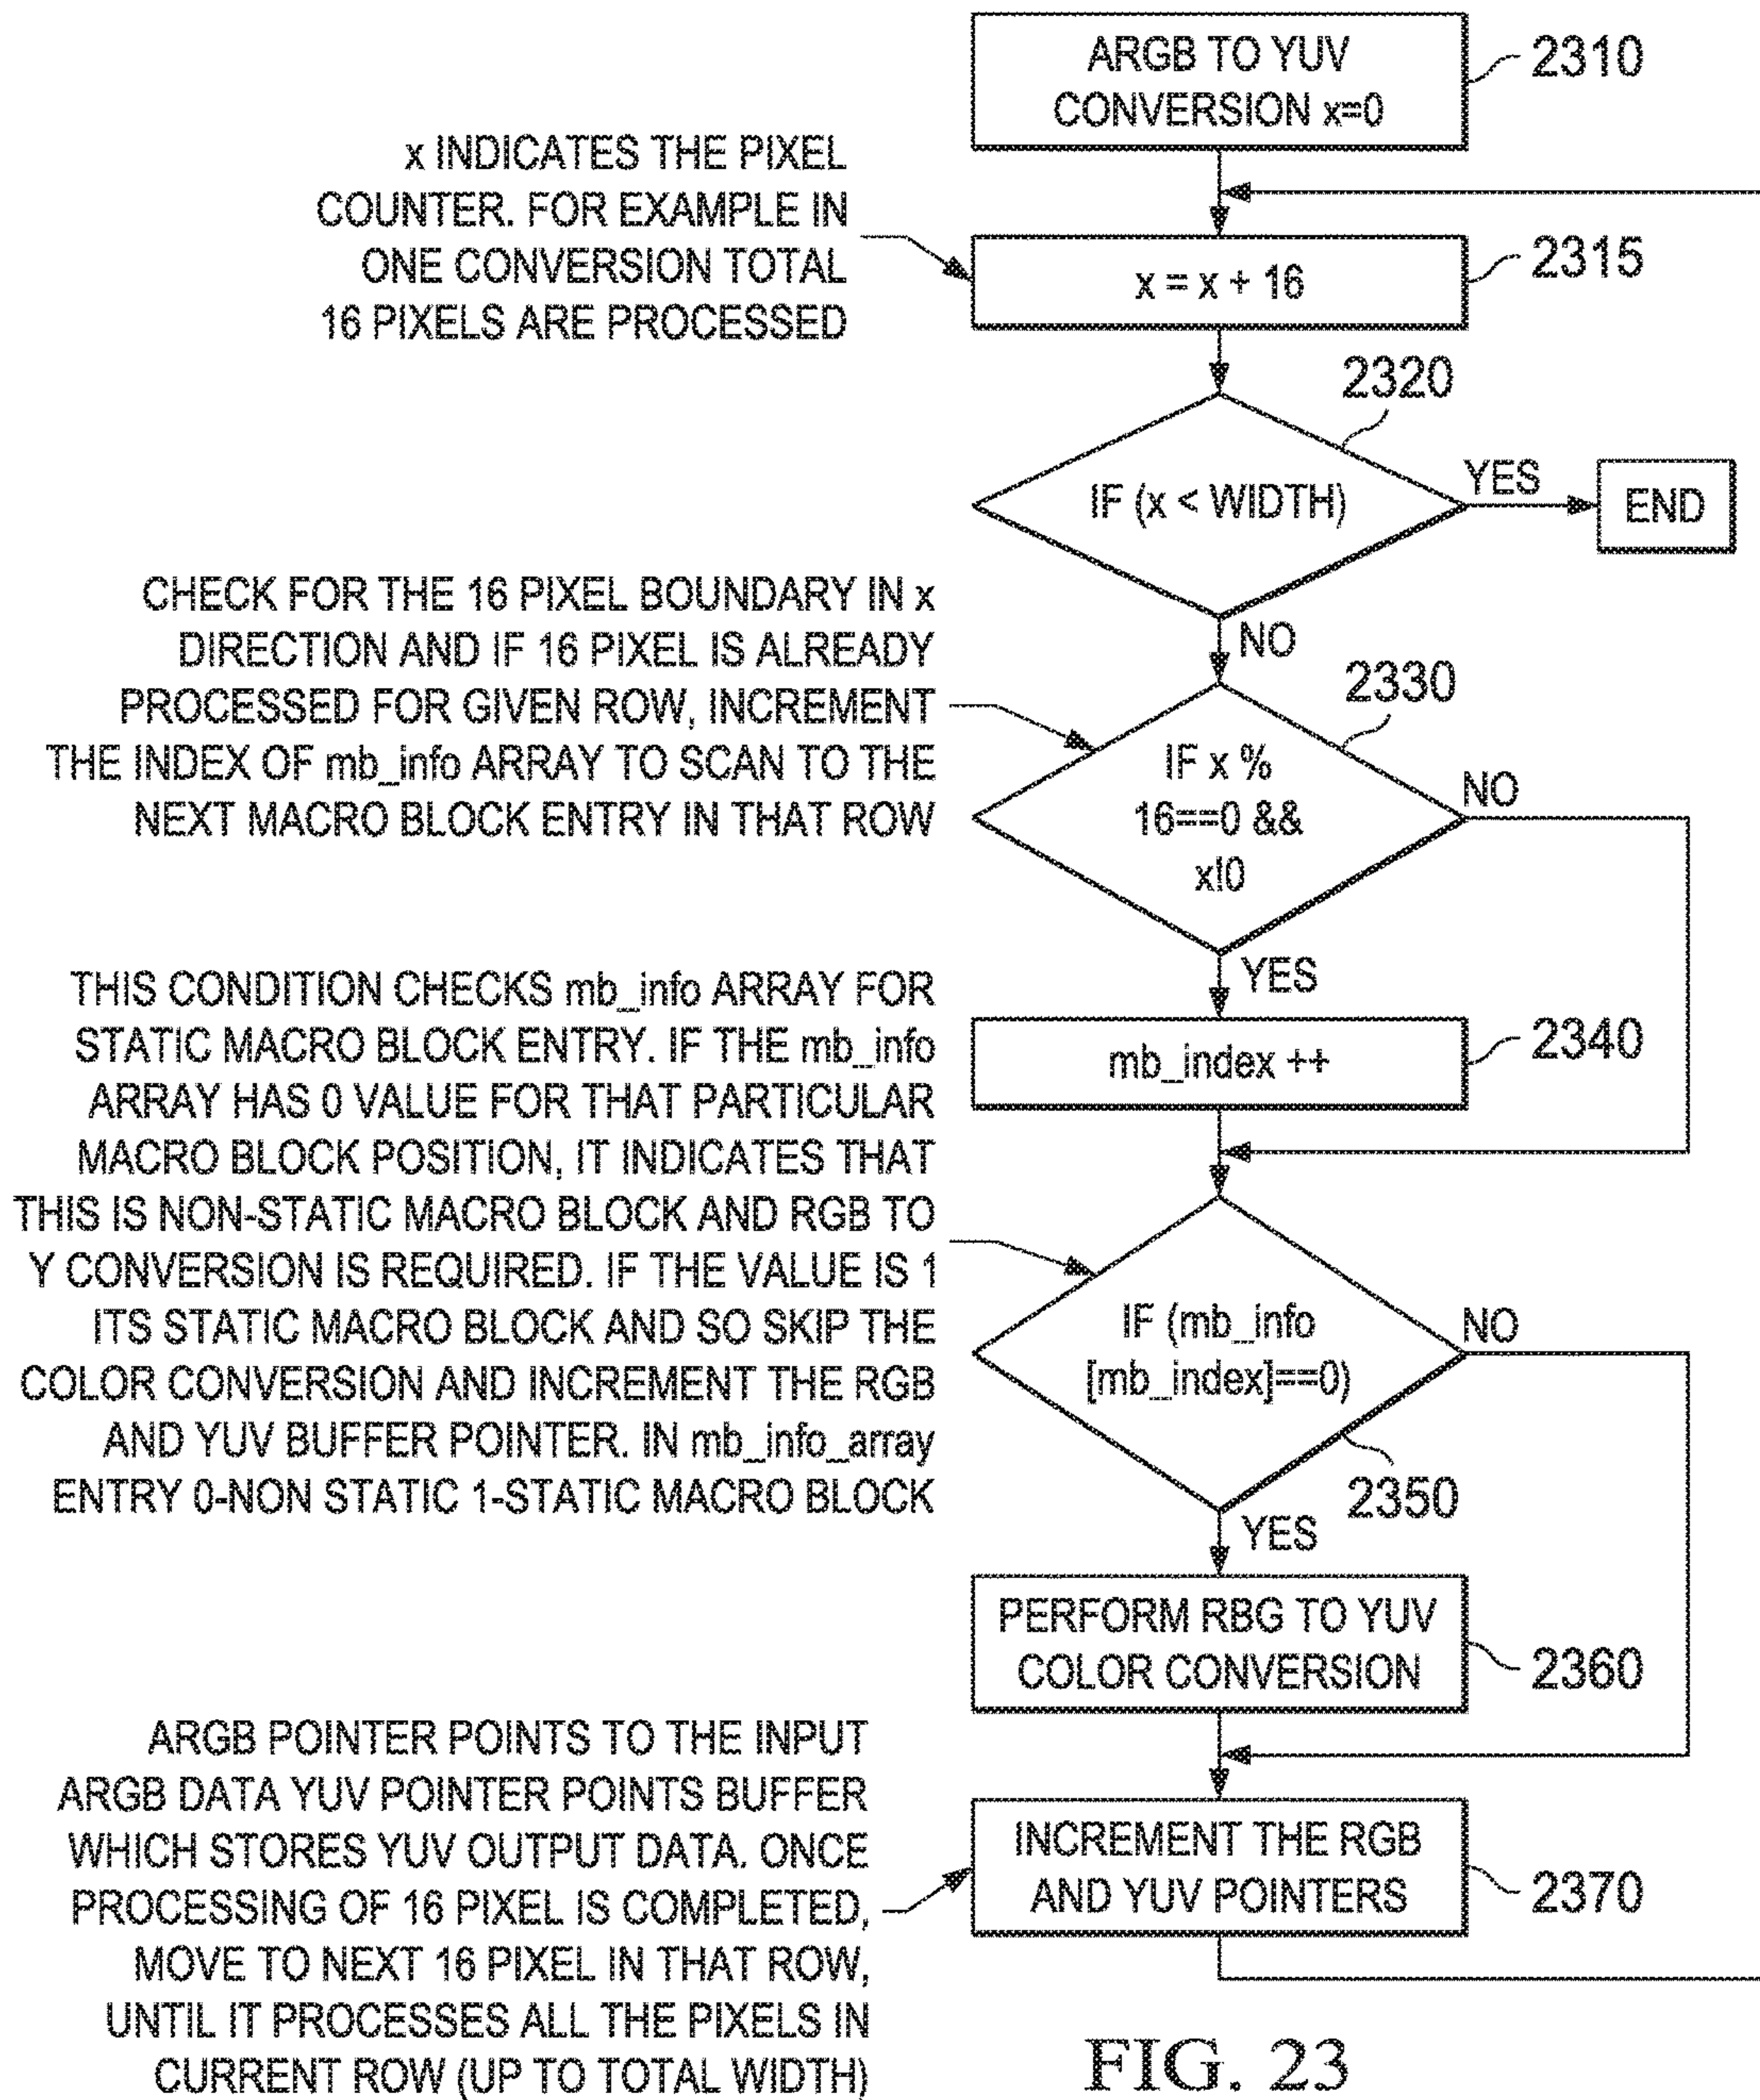 ARGB TO YUV
CONVERSION x=0
2310
x INDICATES THE PIXEL
COUNTER. FOR EXAMPLE IN
ONE CONVERSION TOTAL
16 PIXELS ARE PROCESSED
x = x + 16
2315
2320
IF (x < WIDTH)
YES
END
NO
CHECK FOR THE 16 PIXEL BOUNDARY IN x
DIRECTION AND IF 16 PIXEL IS ALREADY
PROCESSED FOR GIVEN ROW, INCREMENT
THE INDEX OF mb_info ARRAY TO SCAN TO THE
NEXT MACRO BLOCK ENTRY IN THAT ROW
2330
IF x %
16==0 &&
x!0
NO
YES
mb_index ++
2340
THIS CONDITION CHECKS mb_info ARRAY FOR
STATIC MACRO BLOCK ENTRY. IF THE mb_info
ARRAY HAS 0 VALUE FOR THAT PARTICULAR
MACRO BLOCK POSITION, IT INDICATES THAT
THIS IS NON-STATIC MACRO BLOCK AND RGB TO
Y CONVERSION IS REQUIRED. IF THE VALUE IS 1
ITS STATIC MACRO BLOCK AND SO SKIP THE
COLOR CONVERSION AND INCREMENT THE RGB
AND YUV BUFFER POINTER. IN mb_info_array
ENTRY 0-NON STATIC 1-STATIC MACRO BLOCK
IF (mb_info
[mb_index]==0)
NO
2350
YES
PERFORM RBG TO YUV
COLOR CONVERSION
2360
ARGB POINTER POINTS TO THE INPUT
ARGB DATA YUV POINTER POINTS BUFFER
WHICH STORES YUV OUTPUT DATA. ONCE
PROCESSING OF 16 PIXEL IS COMPLETED,
MOVE TO NEXT 16 PIXEL IN THAT ROW,
UNTIL IT PROCESSES ALL THE PIXELS IN
CURRENT ROW (UP TO TOTAL WIDTH)
INCREMENT THE RGB
AND YUV POINTERS
2370
FIG. 23